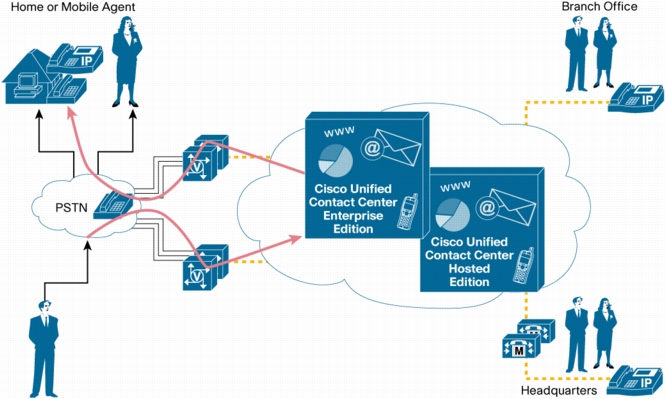 Home or Mobile Agent
Branch Office
IP
IP
WWW
@
Cisco Unified
Contact Center
Enterprise
Edition
V
PSTN
WWW
@
Cisco Unified
Contact Center
Hosted
Edition
V
M
IP
Headquarters